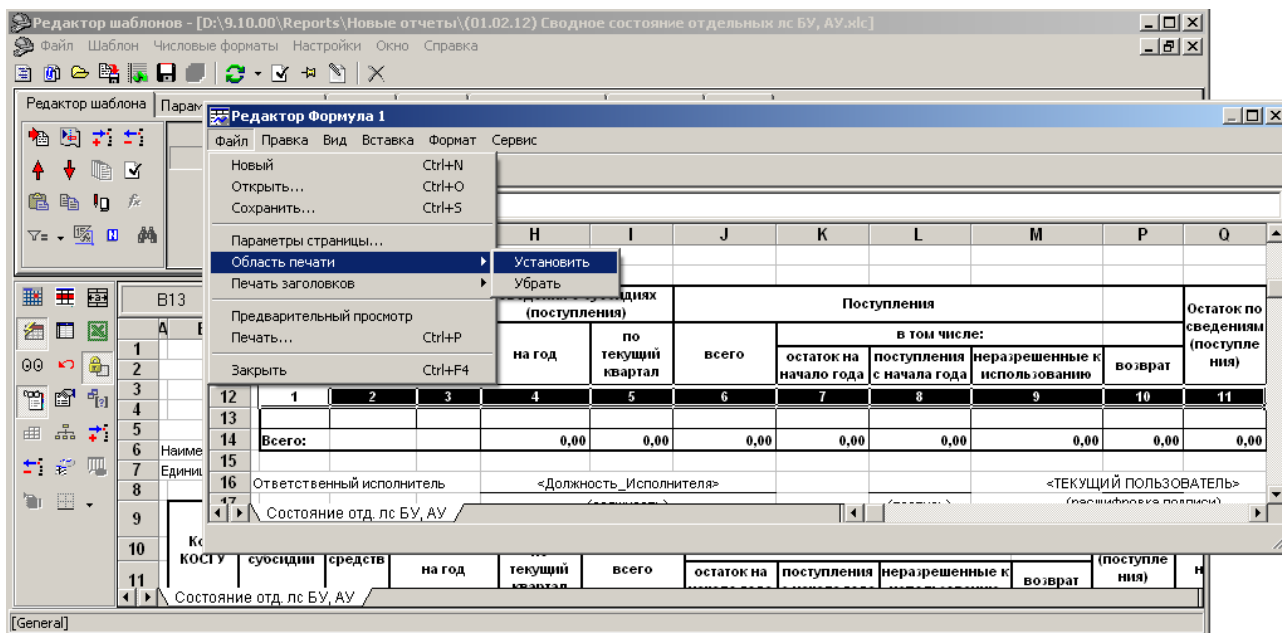 Редактор шаблонов - [D:\9.10.00\Reports\Новые отчеты\(01.02.12) Сводное состояние отдельных лс БУ, АУ.xlc]
Файл Шаблон Числовые форматы Настройки Окно Справка
Редактор шаблона Парам
Редактор Формула 1
Файл Правка Вид Вставка Формат Сервис
Новый Ctrl+N
Открыть... Ctrl+O
Сохранить... Ctrl+S
Параметры страницы...
Область печати
Установить
Печать заголовков
Убрать
Предварительный просмотр
Печать... Ctrl+P
Закрыть Ctrl+F4
H I J K L M P Q
(поступления)
Поступления
Остаток по сведениям (поступле ния)
на год
по текущий квартал
всего
в том числе:
остаток на начало года
поступления с начала года
неразрешенные к использованию
возврат
12 1 2 3 4 5 6 7 8 9 10 11
13
14 Всего: 0,00 0,00 0,00 0,00 0,00 0,00 0,00 0,00
15
16 Ответственный исполнитель <Должность_Исполнителя> <ТЕКУЩИЙ ПОЛЬЗОВАТЕЛЬ>
17
Состояние отд. лс БУ, АУ
B13
A
1
2
3
4
5
6 Наиме
7 Единиц
8
9
10
11
КОСГУ
субсидии
средств
на год
текущий
всего
остаток на
поступления
неразрешенные к
возврат
(поступле ния)
Состояние отд. лс БУ, АУ
[General]